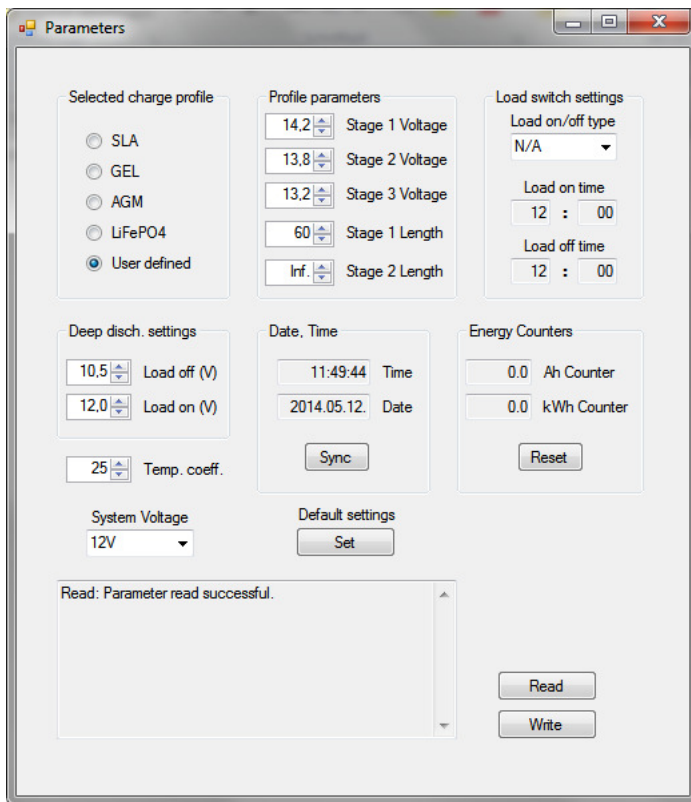 Parameters
Selected charge profile
SLA
GEL
AGM
LiFePO4
User defined
Profile parameters
14,2 Stage 1 Voltage
13,8 Stage 2 Voltage
13,2 Stage 3 Voltage
60 Stage 1 Length
Inf. Stage 2 Length
Load switch settings
Load on/off type
N/A
Load on time
12 : 00
Load off time
12 : 00
Deep disch. settings
10,5 Load off (V)
12,0 Load on (V)
25 Temp. coeff.
System Voltage
12V
Date, Time
11:49:44 Time
2014.05.12. Date
Sync
Default settings
Set
Energy Counters
0.0 Ah Counter
0.0 kWh Counter
Reset
Read: Parameter read successful.
Read
Write